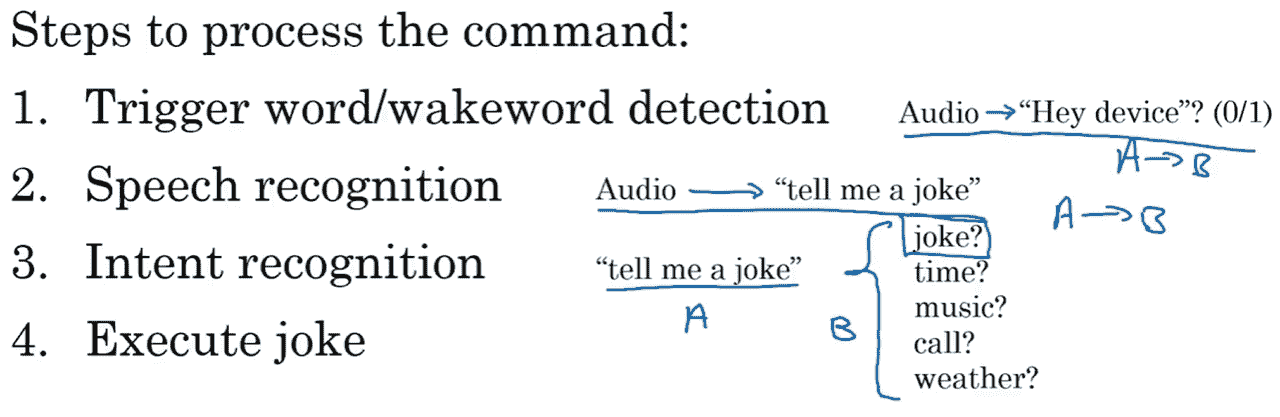 Steps to process the command:
1. Trigger word/wakeword detection Audio → “Hey device”? (0/1)
A → B
2. Speech recognition Audio → “tell me a joke”
A → B
3. Intent recognition “tell me a joke”
A
B
joke?
time?
music?
call?
weather?
4. Execute joke